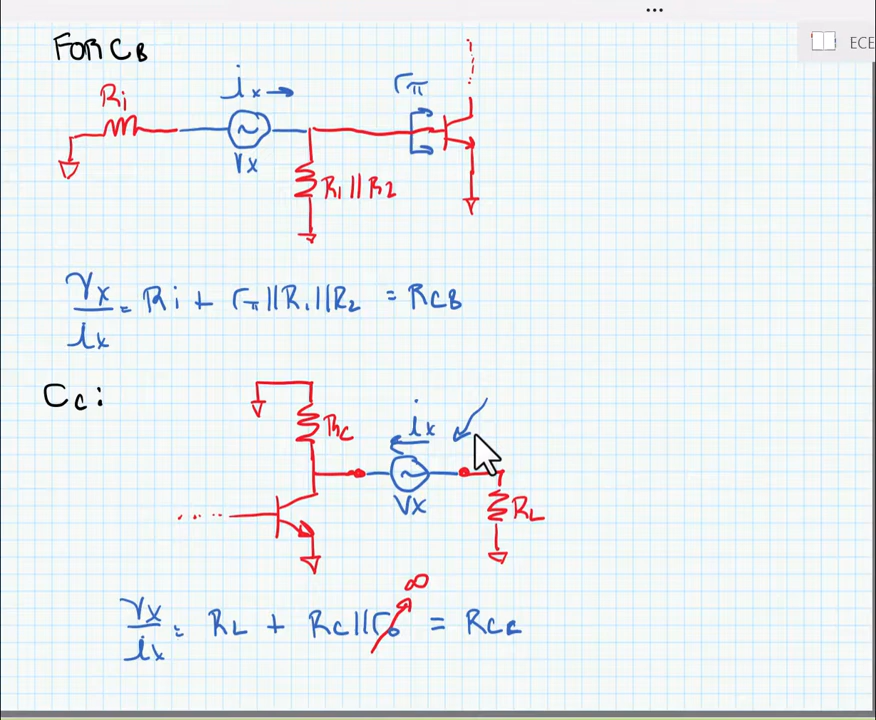 ...
ECE
FOR CB
Ri
ix
rπ
Vx
R1||R2
Vx/ix = Ri + rπ||R1||R2 = RCB
Cc:
Rc
ix
Vx
RL
∞
Vx/ix = RL + RC||ro = RCC